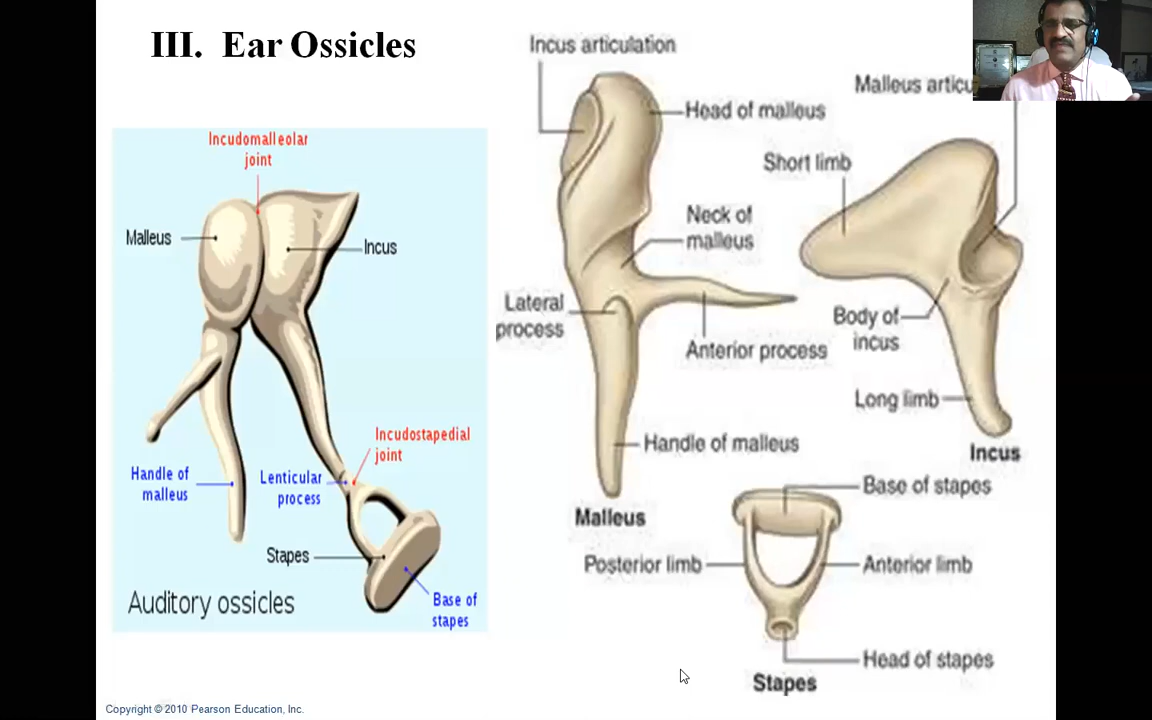 III. Ear Ossicles
Incudomalleolar
joint
Malleus
Incus
Incudostapedial
joint
Handle of
malleus
Lenticular
process
Stapes
Base of
stapes
Auditory ossicles
Incus articulation
Head of malleus
Neck of
malleus
Lateral
process
Anterior process
Handle of malleus
Malleus
Malleus articu
Short limb
Body of
incus
Long limb
Incus
Base of stapes
Posterior limb
Anterior limb
Head of stapes
Stapes
Copyright © 2010 Pearson Education, Inc.